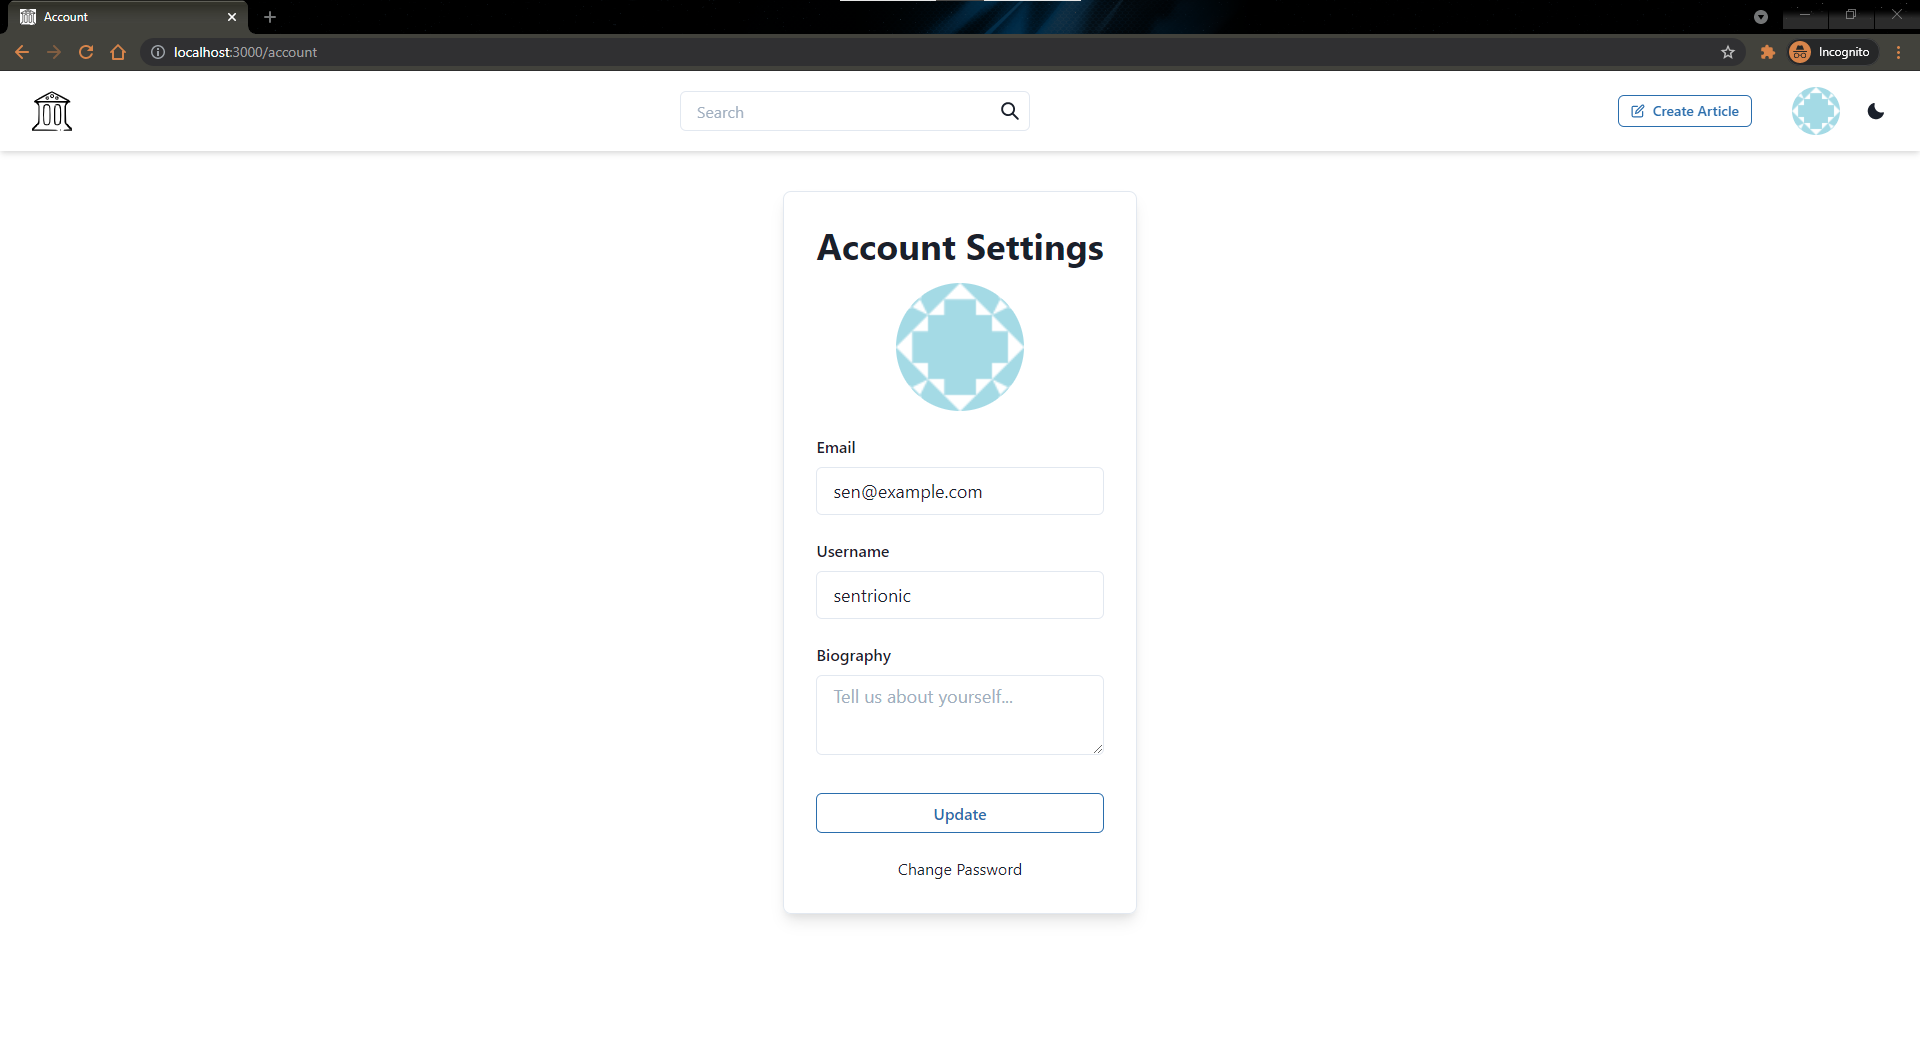 Account
localhost:3000/account
Incognito
Search
Create Article
Account Settings
Email
sen@example.com
Username
sentrionic
Biography
Tell us about yourself...
Update
Change Password